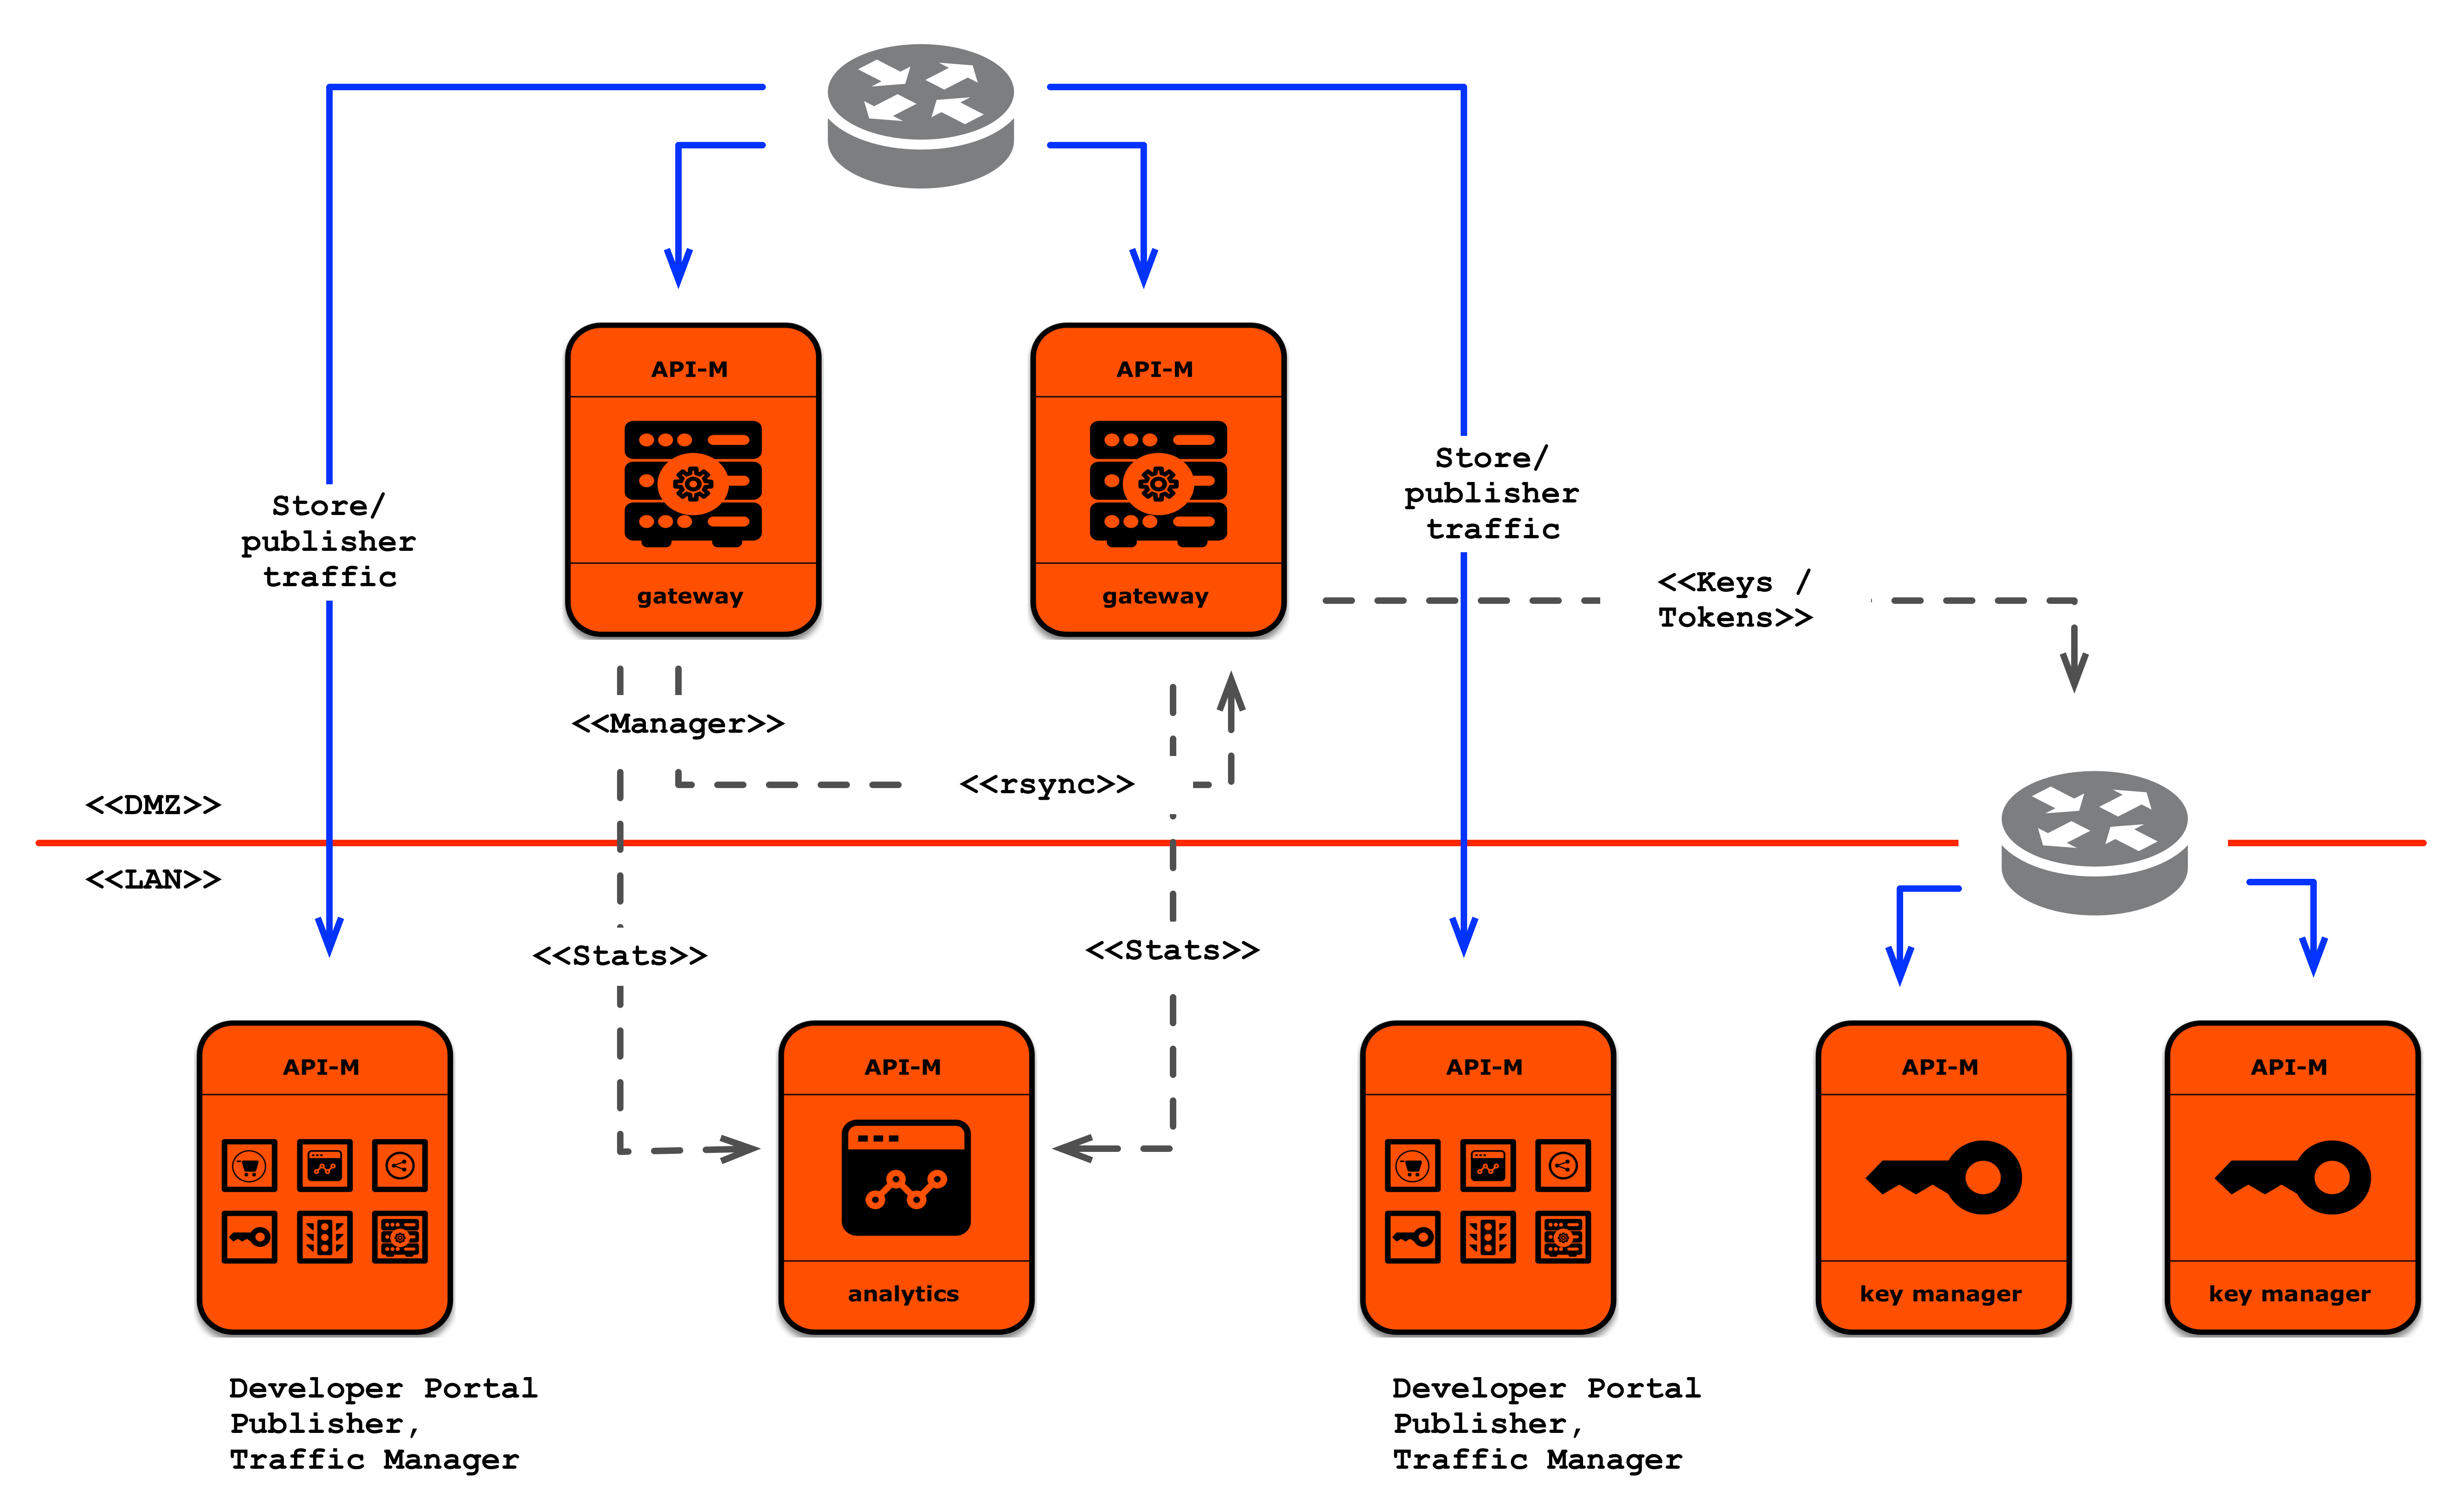 API-M
gateway
API-M
gateway
Store/
publisher
traffic
Store/
publisher
traffic
<<Keys /
Tokens>>
<<Manager>>
<<rsync>>
<<DMZ>>
<<LAN>>
<<Stats>>
<<Stats>>
API-M
API-M
analytics
API-M
API-M
key manager
API-M
key manager
Developer Portal
Publisher,
Traffic Manager
Developer Portal
Publisher,
Traffic Manager